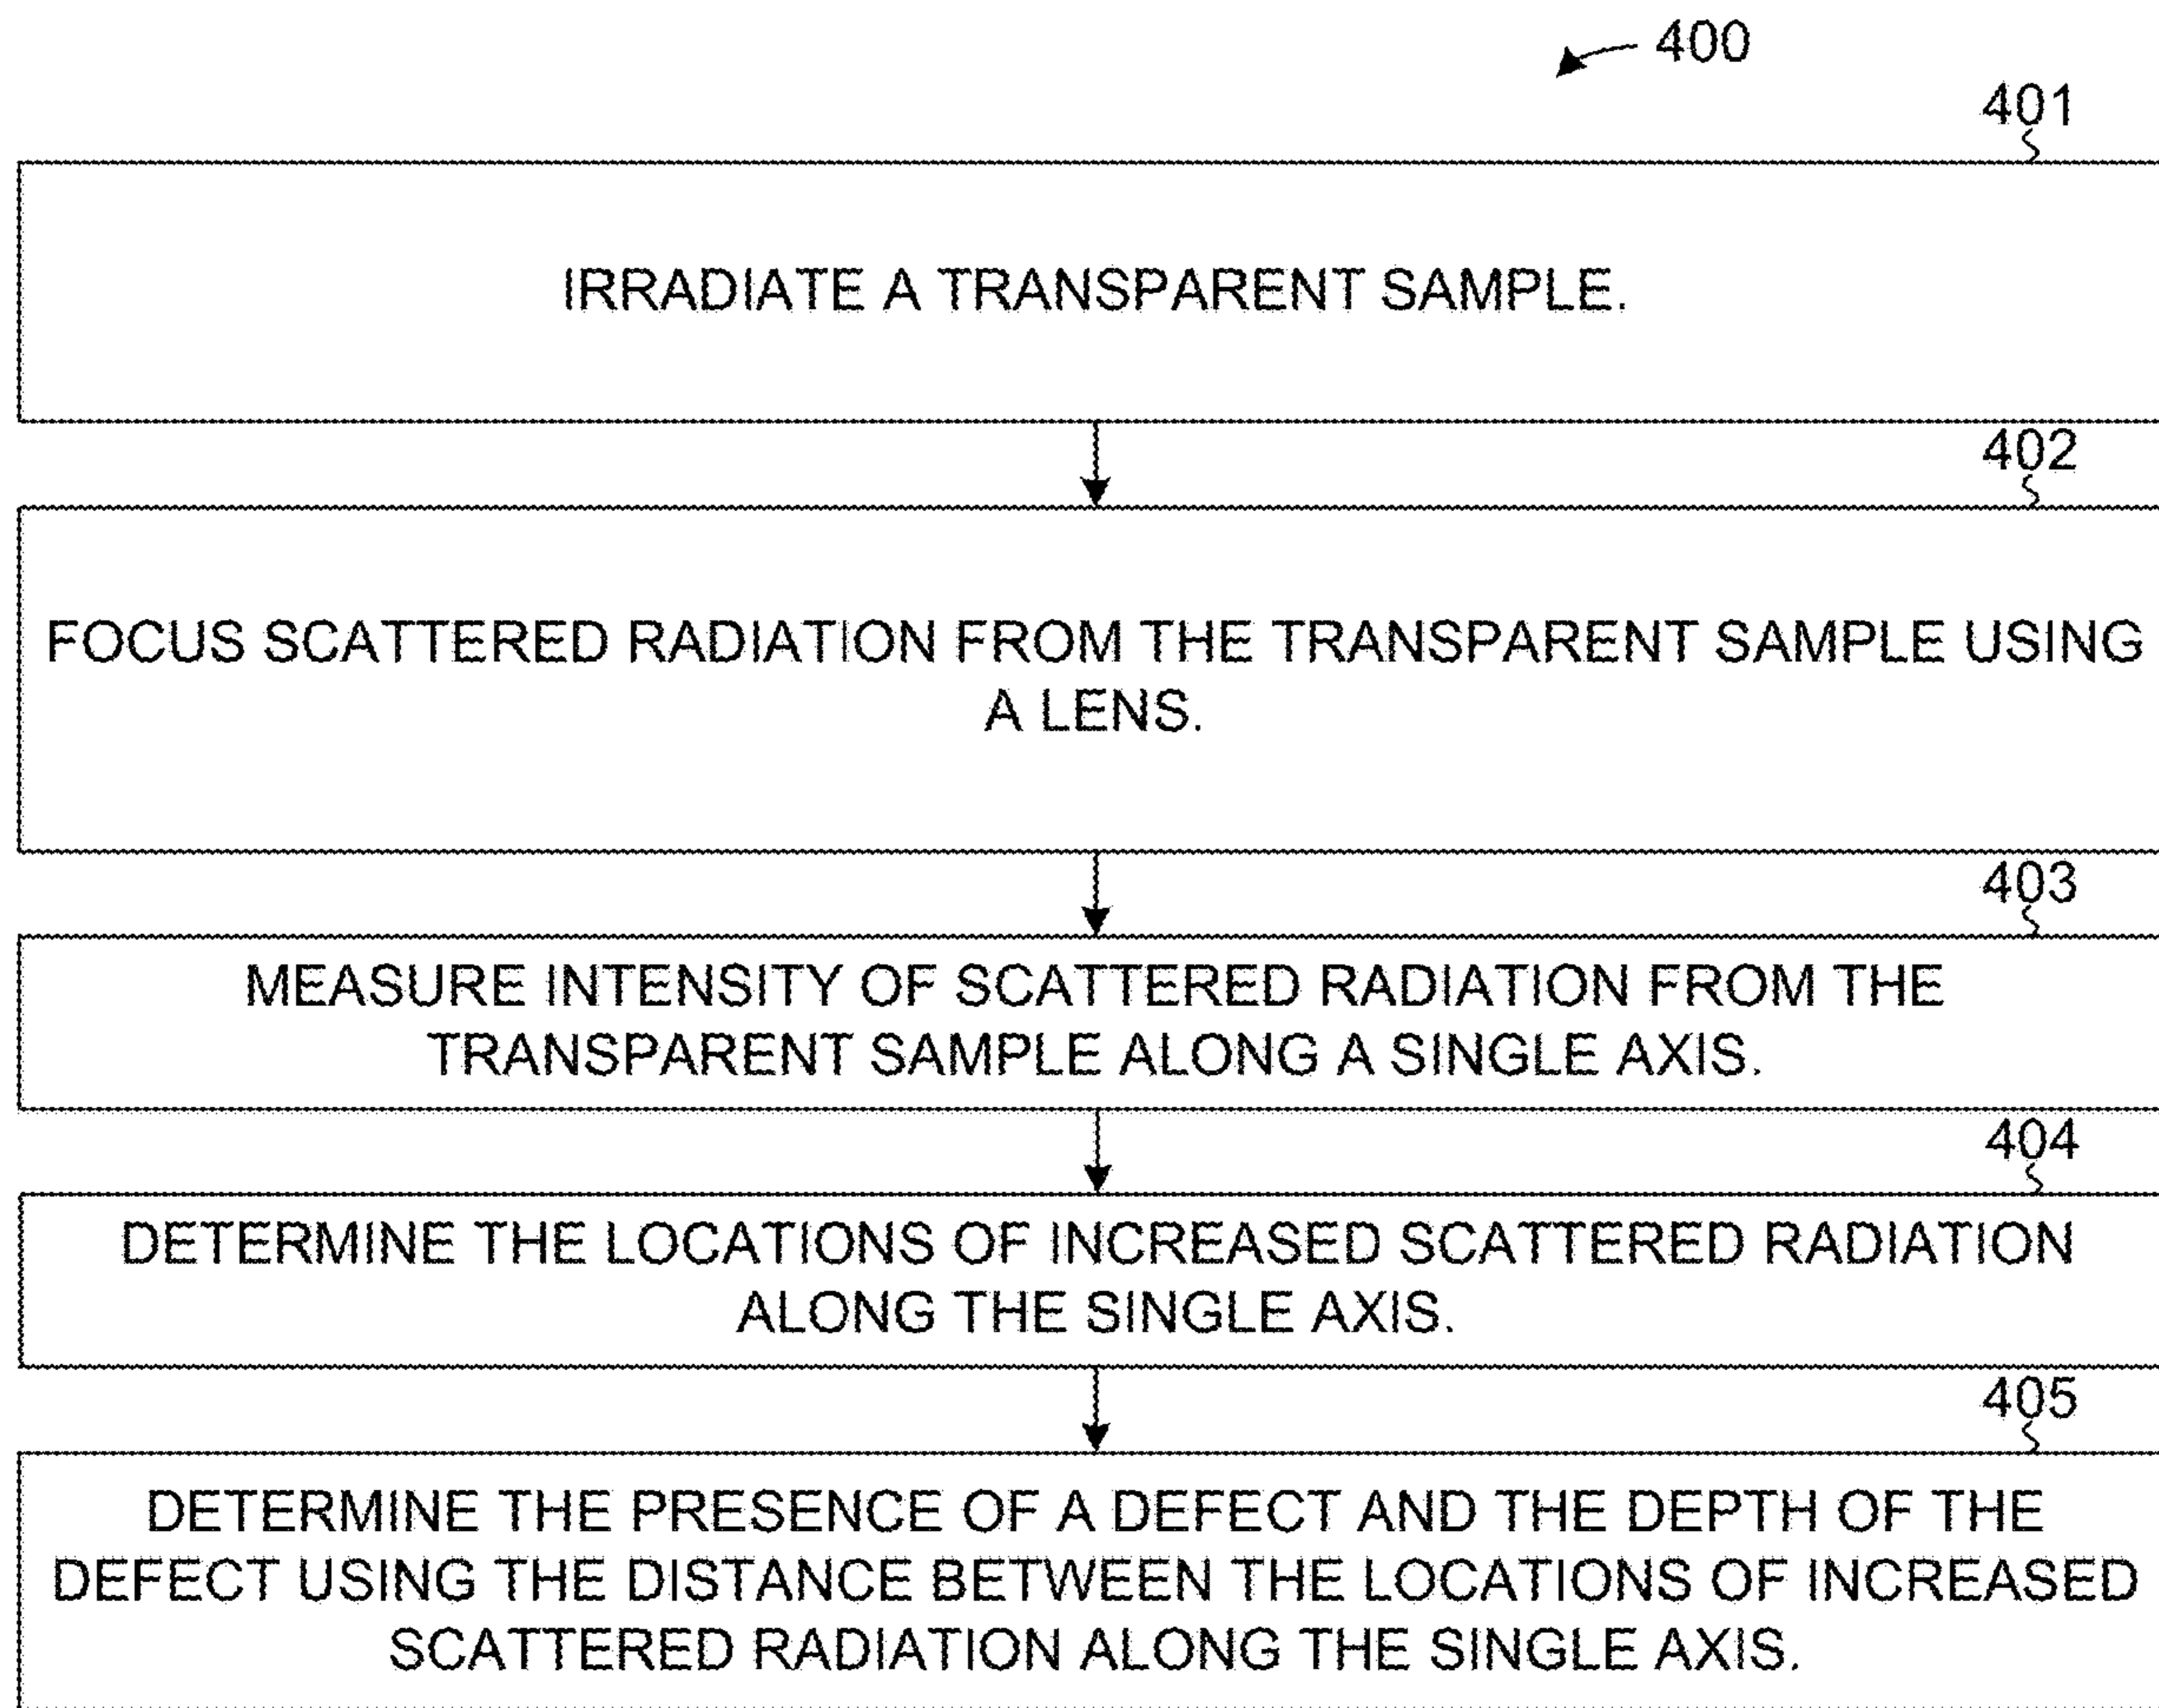 400
401
IRRADIATE A TRANSPARENT SAMPLE.
402
FOCUS SCATTERED RADIATION FROM THE TRANSPARENT SAMPLE USING
A LENS.
403
MEASURE INTENSITY OF SCATTERED RADIATION FROM THE
TRANSPARENT SAMPLE ALONG A SINGLE AXIS.
404
DETERMINE THE LOCATIONS OF INCREASED SCATTERED RADIATION
ALONG THE SINGLE AXIS.
405
DETERMINE THE PRESENCE OF A DEFECT AND THE DEPTH OF THE
DEFECT USING THE DISTANCE BETWEEN THE LOCATIONS OF INCREASED
SCATTERED RADIATION ALONG THE SINGLE AXIS.